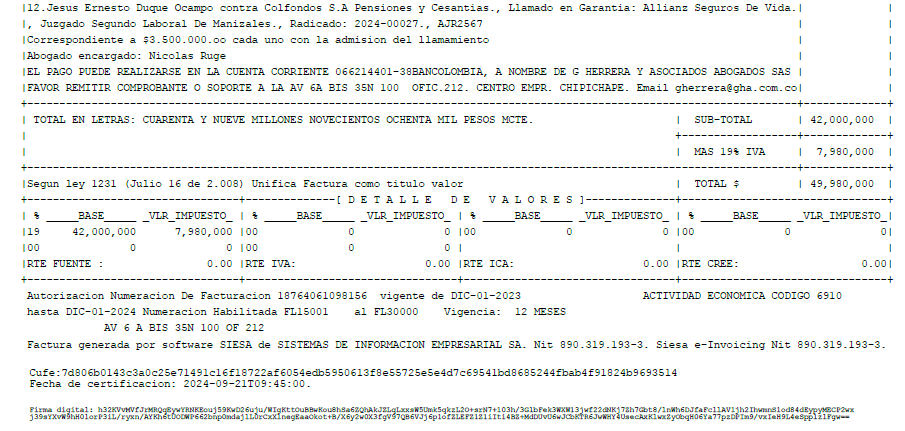 |12.Jesus Ernesto Duque Ocampo contra Colfondos S.A Pensiones y Cesantias., Llamado en Garantia: Allianz Seguros De Vida.|
|, Juzgado Segundo Laboral De Manizales., Radicado: 2024-00027., AJR2567
|Correspondiente a $3.500.000.oo cada uno con la admision del llamamiento
|Abogado encargado: Nicolas Ruge
|EL PAGO PUEDE REALIZARSE EN LA CUENTA CORRIENTE 066214401-38BANCOLOMBIA, A NOMBRE DE G HERRERA Y ASOCIADOS ABOGADOS SAS |
|FAVOR REMITIR COMPROBANTE O SOPORTE A LA AV 6A BIS 35N 100 OFIC.212. CENTRO EMPR. CHIPICHAPE. Email gherrera@gha.com.co|
| TOTAL EN LETRAS: CUARENTA Y NUEVE MILLONES NOVECIENTOS OCHENTA MIL PESOS MCTE. | SUB-TOTAL | 42,000,000 |
| MAS 19% IVA | 7,980,000 |
|Segun ley 1231 (Julio 16 de 2.008) Unifica Factura como titulo valor | TOTAL $ | 49,980,000 |
[ D E T A L L E D E V A L O R E S ]
| % _____BASE_____ _VLR_IMPUESTO_ | % _____BASE_____ _VLR_IMPUESTO_ | % _____BASE_____ _VLR_IMPUESTO_ | % _____BASE_____ _VLR_IMPUESTO_|
|19 42,000,000 7,980,000 |00 0 0 |00 0 0 |00 0 0|
|00 0 0 |00 0 0 | | |
|RTE FUENTE : 0.00 |RTE IVA: 0.00 |RTE ICA: 0.00 |RTE CREE: 0.00|
Autorizacion Numeracion De Facturacion 18764061098156 vigente de DIC-01-2023 ACTIVIDAD ECONOMICA CODIGO 6910
hasta DIC-01-2024 Numeracion Habilitada FL15001 al FL30000 Vigencia: 12 MESES
AV 6 A BIS 35N 100 OF 212
Factura generada por software SIESA de SISTEMAS DE INFORMACION EMPRESARIAL SA. Nit 890.319.193-3. Siesa e-Invoicing Nit 890.319.193-3.
Cufe:7d806b0143c3a0c25e71491c16f18722af6054edb5950613f8e55725e5e4d7c69541bd8685244fbab4f91824b9693514
Fecha de certificacion: 2024-09-21T09:45:00.
Firma digital: